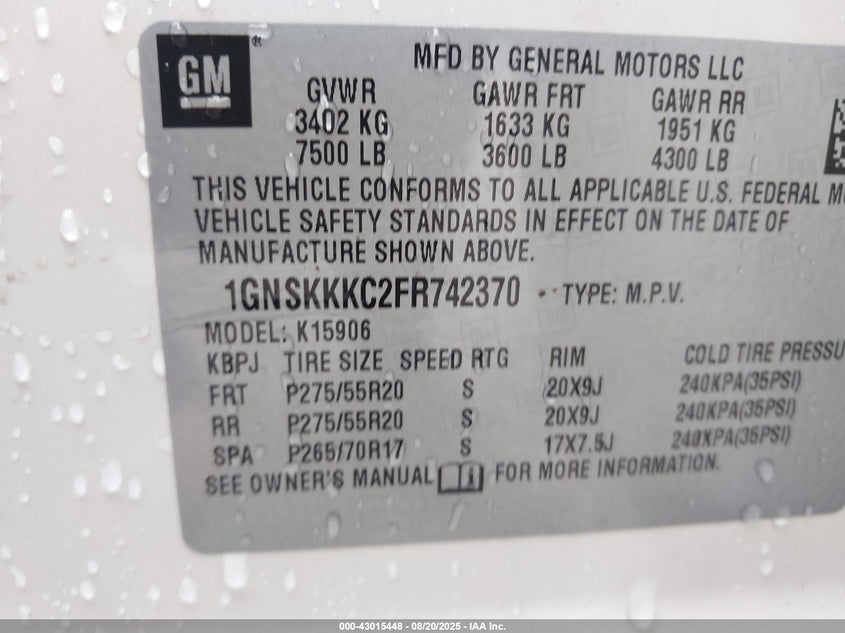 GM
MFD BY GENERAL MOTORS LLC
GVWR GAWR FRT GAWR RR
3402 KG 1633 KG 1951 KG
7500 LB 3600 LB 4300 LB
THIS VEHICLE CONFORMS TO ALL APPLICABLE U.S. FEDERAL
VEHICLE SAFETY STANDARDS IN EFFECT ON THE DATE OF
MANUFACTURE SHOWN ABOVE.
1GNSKKKC2FR742370 TYPE: M.P.V.
MODEL: K15906
KBPJ TIRE SIZE SPEED RTG RIM COLD TIRE PRESSU
FRT P275/55R20 S 20X9J 240KPA(35PSI)
RR P275/55R20 S 20X9J 240KPA(35PSI)
SPA P265/70R17 S 17X7.5J 240KPA(35PSI)
SEE OWNER'S MANUAL FOR MORE INFORMATION.
000-43015448 - 08/20/2025 - IAA Inc.